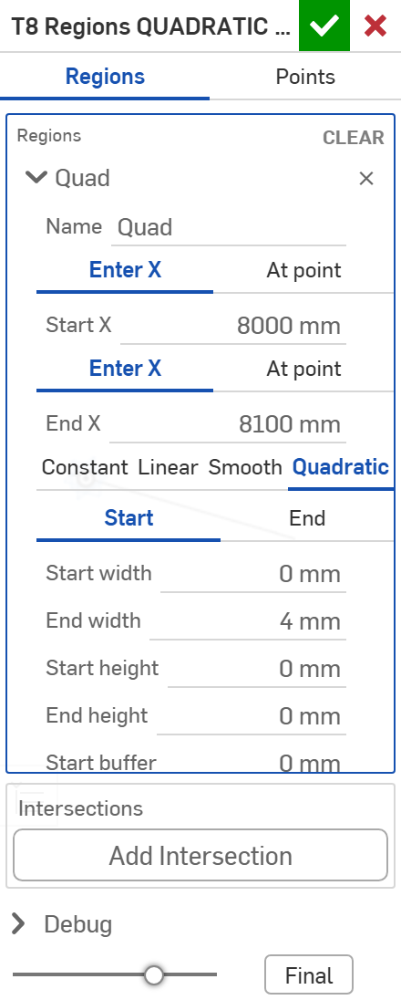 T8 Regions QUADRATIC ...
Regions Points
Regions CLEAR
Quad
Name Quad
Enter X At point
Start X 8000 mm
Enter X At point
End X 8100 mm
Constant Linear Smooth Quadratic
Start End
Start width 0 mm
End width 4 mm
Start height 0 mm
End height 0 mm
Start buffer 0 mm
Intersections
Add Intersection
Debug
Final